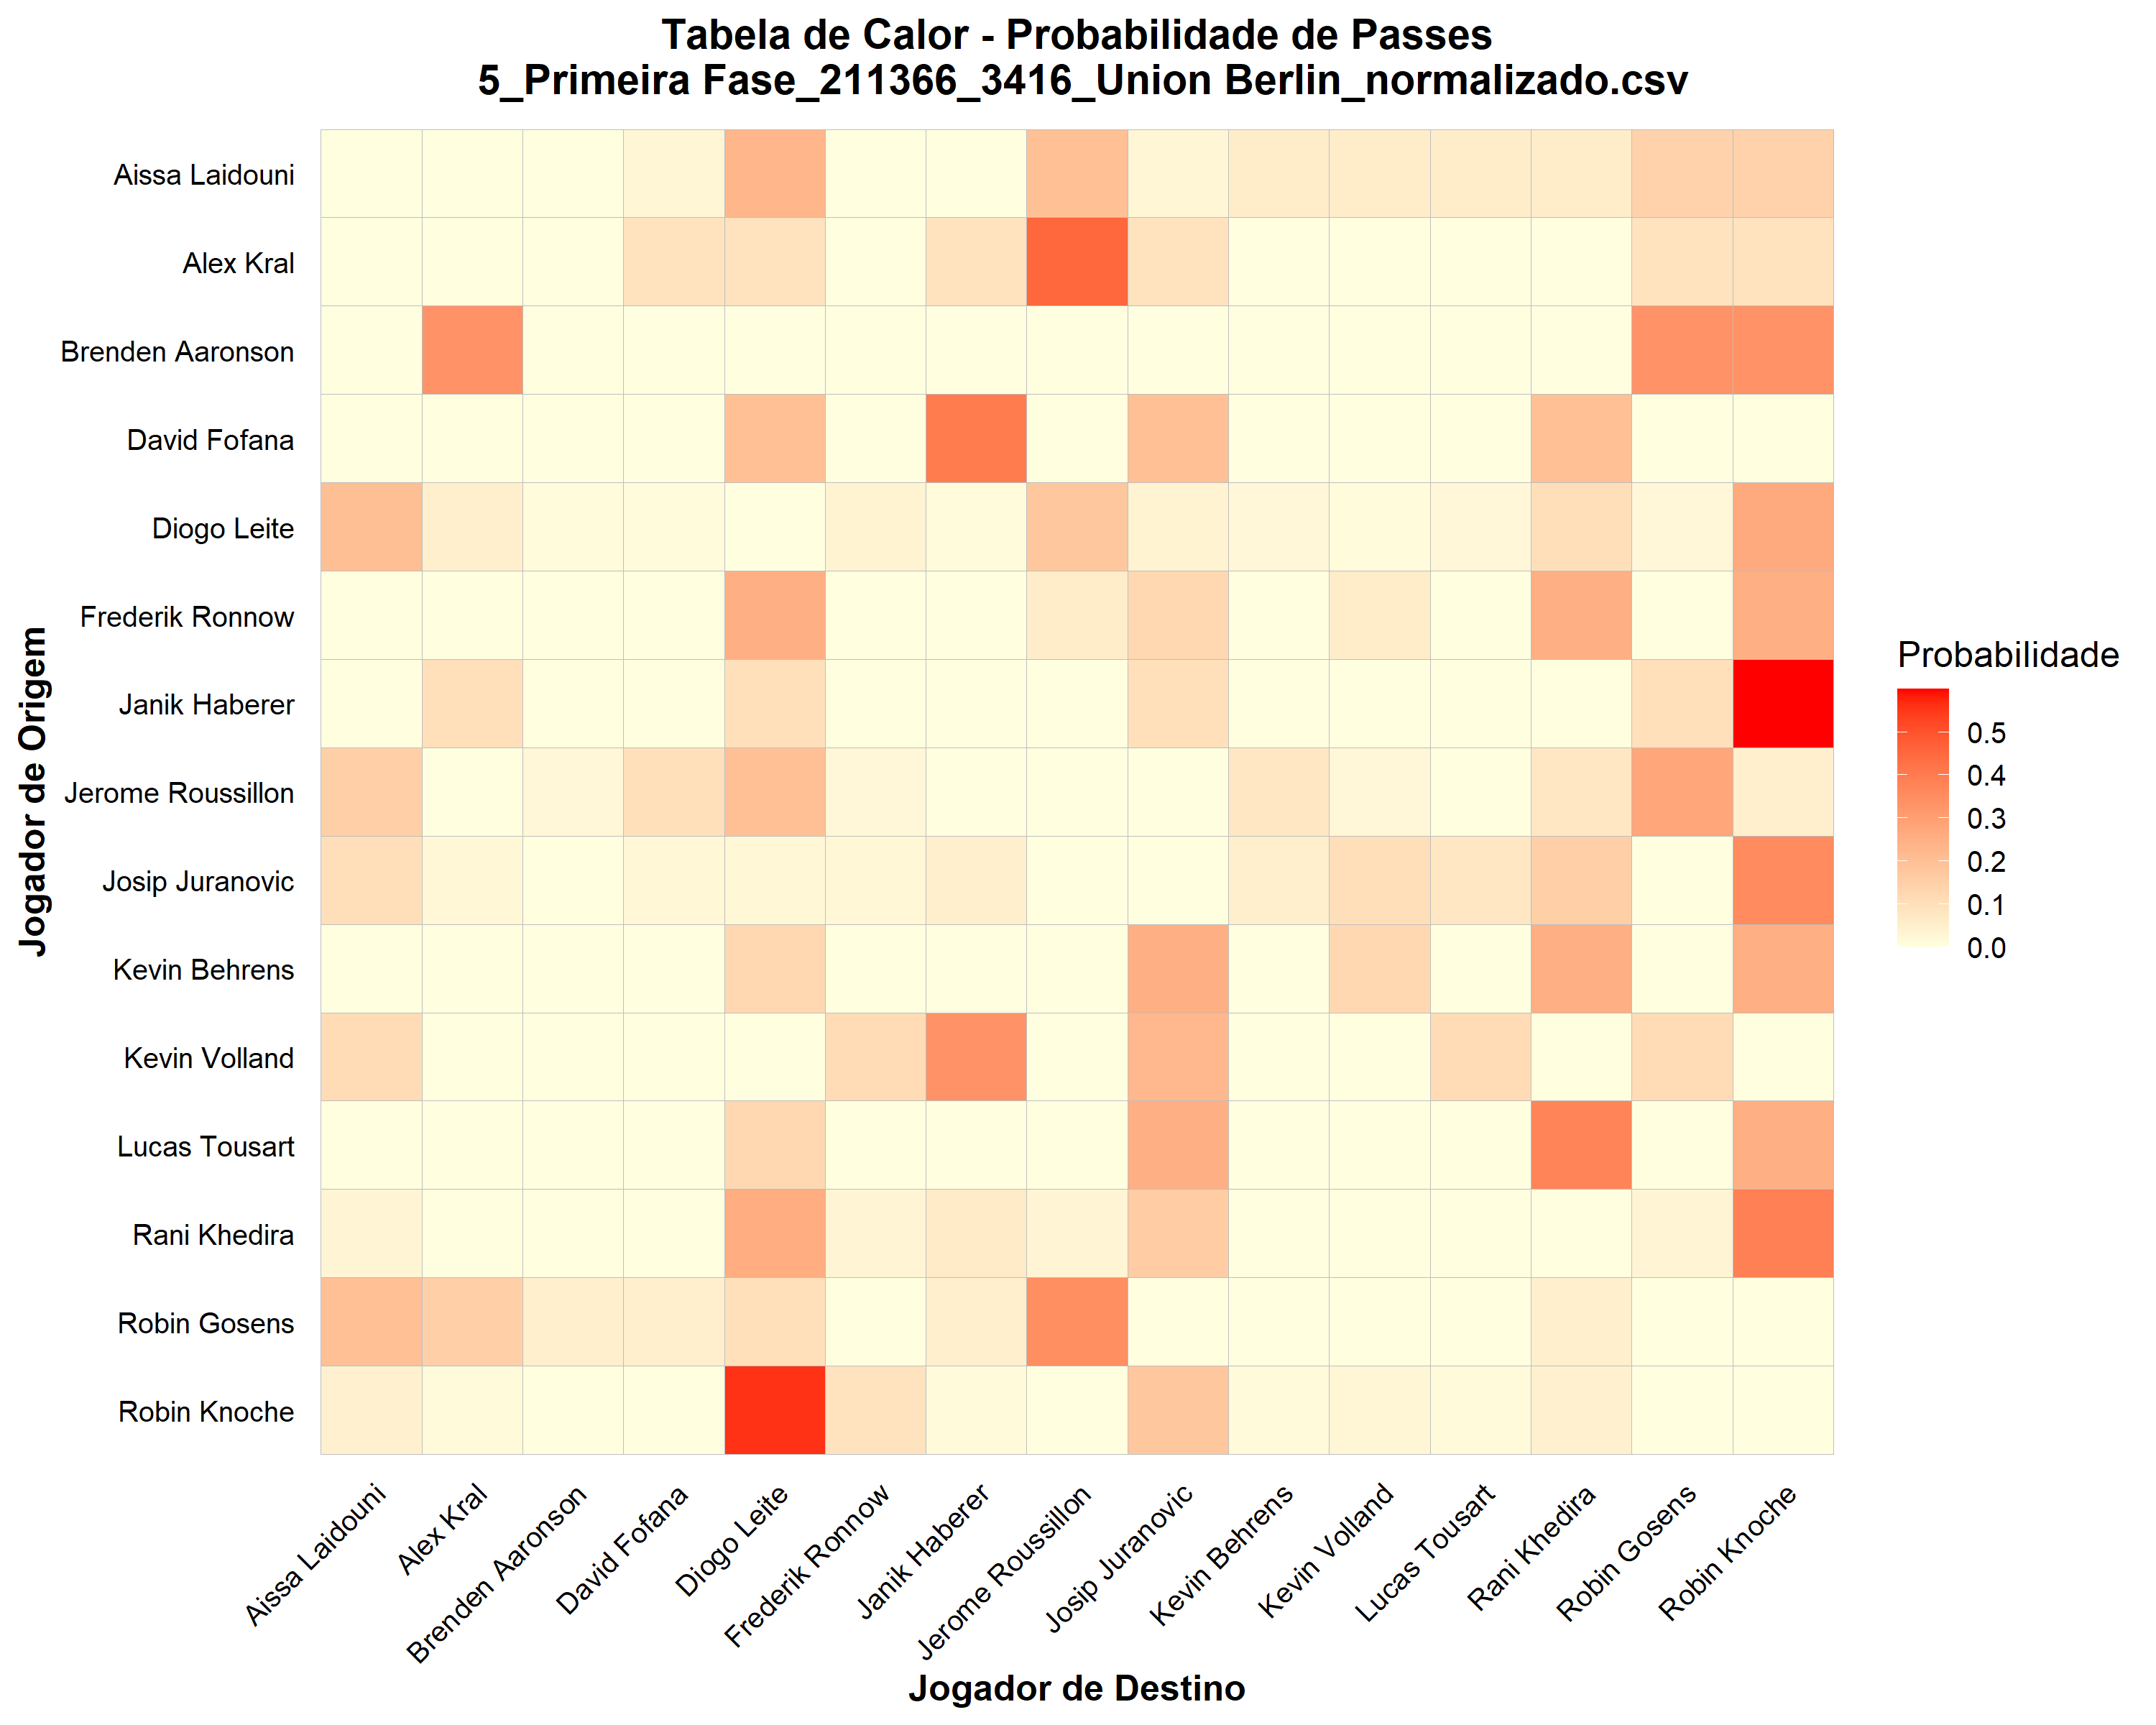 Tabela de Calor - Probabilidade de Passes
5_Primeira Fase_211366_3416_Union Berlin_normalizado.csv
Jogador de Origem
Aissa Laidouni
Alex Kral
Brenden Aaronson
David Fofana
Diogo Leite
Frederik Ronnow
Janik Haberer
Jerome Roussillon
Josip Juranovic
Kevin Behrens
Kevin Volland
Lucas Tousart
Rani Khedira
Robin Gosens
Robin Knoche
Aissa Laidouni
Alex Kral
Brenden Aaronson
David Fofana
Diogo Leite
Frederik Ronnow
Janik Haberer
Jerome Roussillon
Josip Juranovic
Kevin Behrens
Kevin Volland
Lucas Tousart
Rani Khedira
Robin Gosens
Robin Knoche
Jogador de Destino
Probabilidade
0.5
0.4
0.3
0.2
0.1
0.0